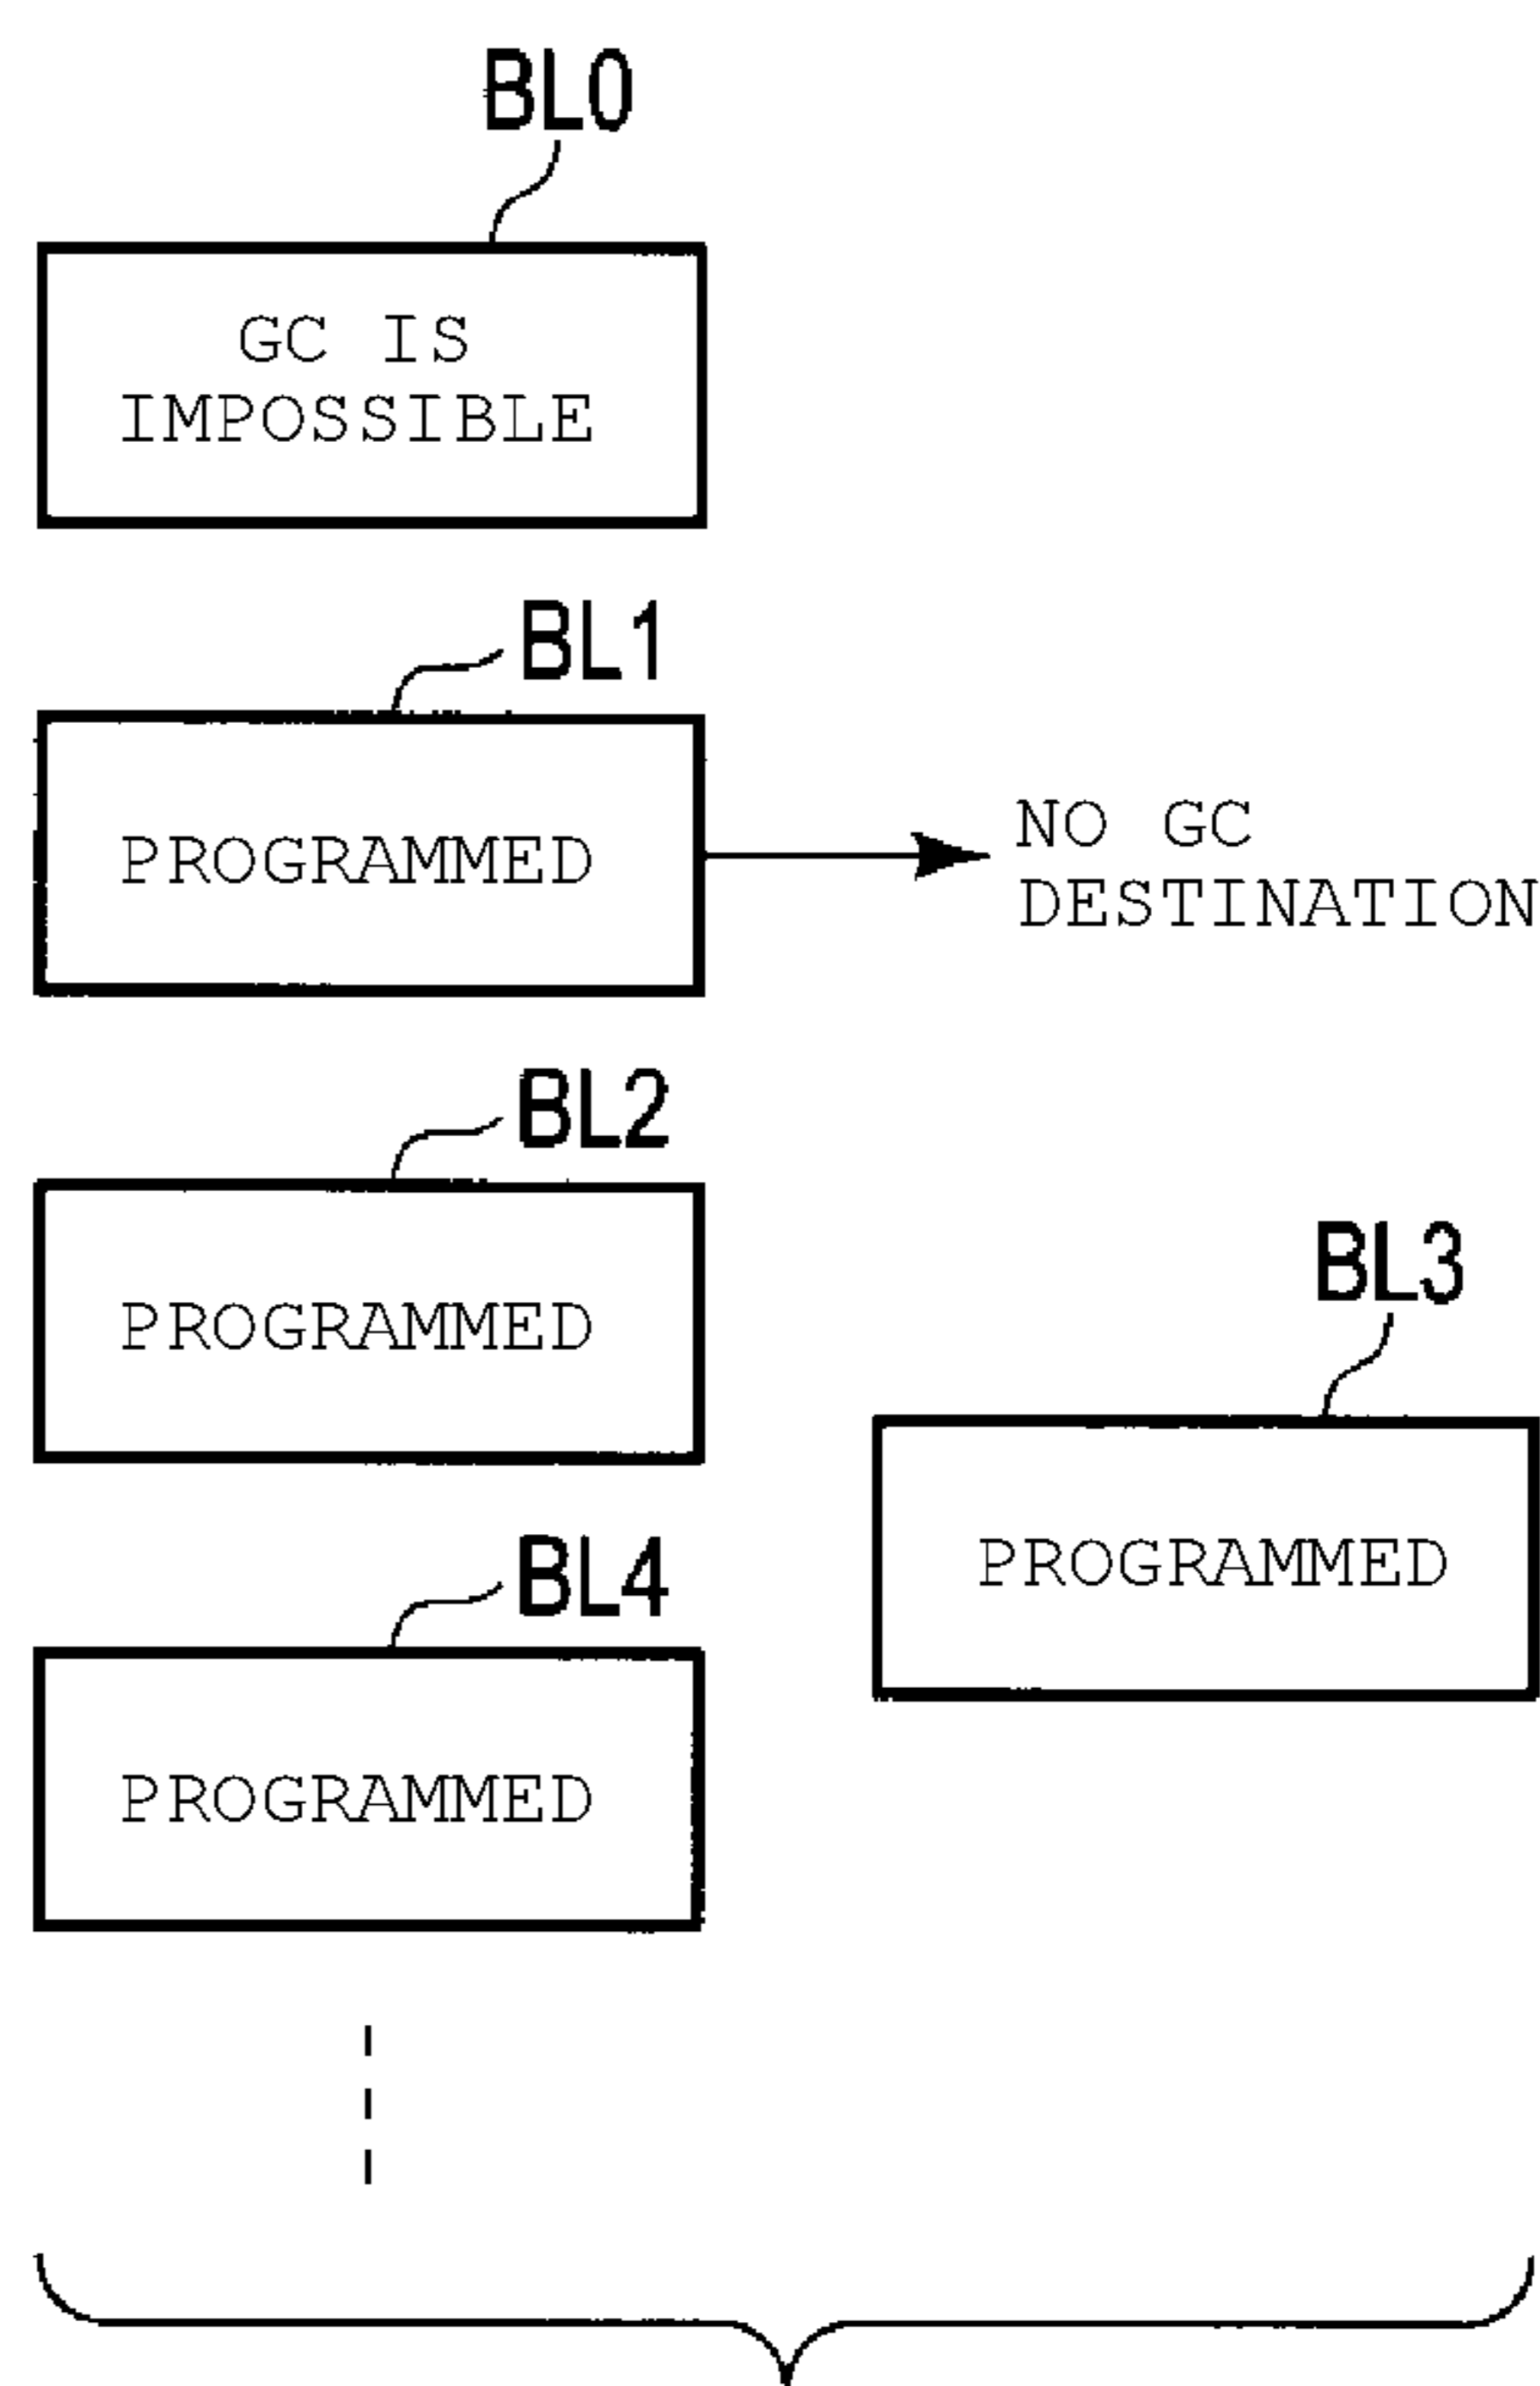 BL0
GC IS
IMPOSSIBLE
BL1
PROGRAMMED
NO GC
DESTINATION
BL2
PROGRAMMED
BL3
PROGRAMMED
BL4
PROGRAMMED